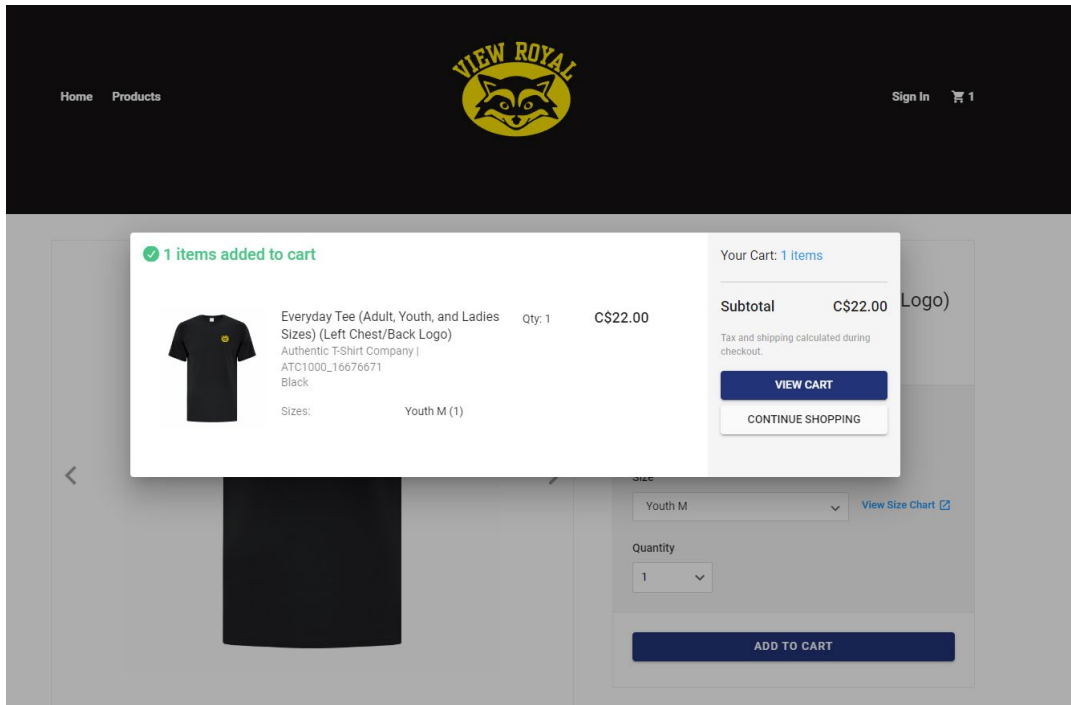 VIEW ROYAL
Home Products
Sign In 1
1 items added to cart
Everyday Tee (Adult, Youth, and Ladies
Sizes) (Left Chest/Back Logo)
Authentic T-Shirt Company |
ATC1000_16676671
Black
Sizes: Youth M (1)
Qty: 1
C$22.00
Your Cart: 1 items
Subtotal C$22.00
Tax and shipping calculated during
checkout.
VIEW CART
CONTINUE SHOPPING
Logo)
Size
Youth M
View Size Chart
Quantity
1
ADD TO CART